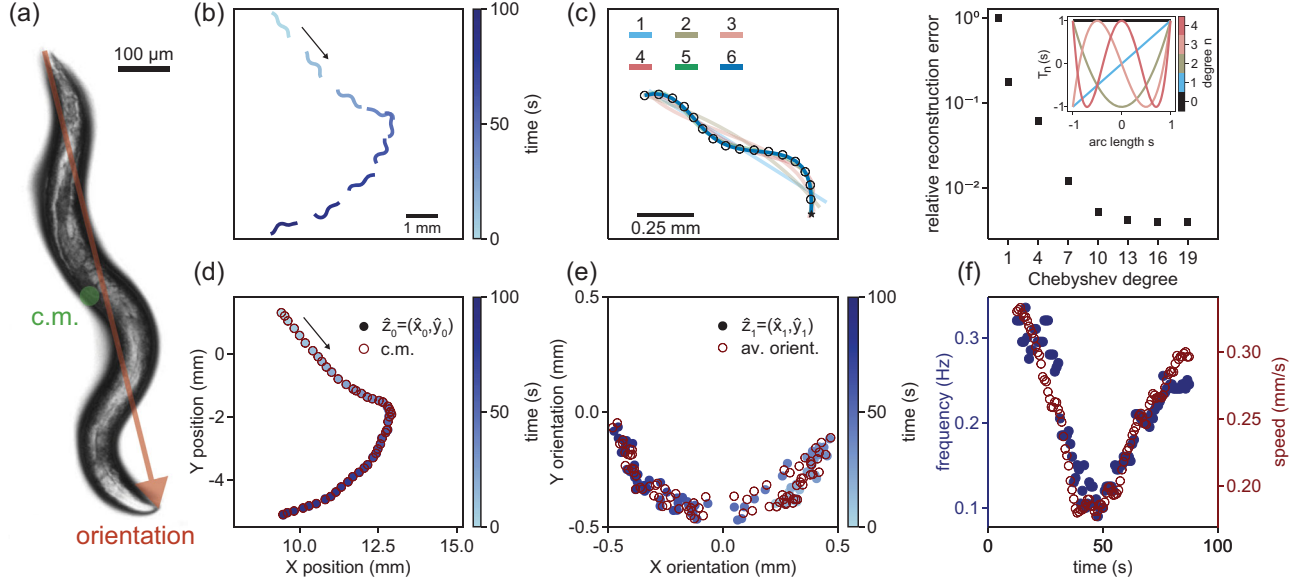 (a)
100 µm
c.m.
orientation
(b)
1 mm
100
50
0
time (s)
(c)
1 2 3
4 5 6
0.25 mm
relative reconstruction error
10⁰
10⁻¹
10⁻²
1 4 7 10 13 16 19
Chebyshev degree
Tₙ (s)
1
0
-1
-1 0 1
arc length s
4
3
2
1
0
degree n
(d)
ẑ₀=(x̂₀,ŷ₀)
c.m.
Y position (mm)
0
-2
-4
10.0 12.5 15.0
X position (mm)
100
50
0
time (s)
(e)
ẑ₁=(x̂₁,ŷ₁)
av. orient.
Y orientation (mm)
0.5
0.0
-0.5
-0.5 0.0 0.5
X orientation (mm)
100
50
0
time (s)
(f)
frequency (Hz)
0.3
0.2
0.1
0 50 100
time (s)
0.30
0.25
0.20
speed (mm/s)